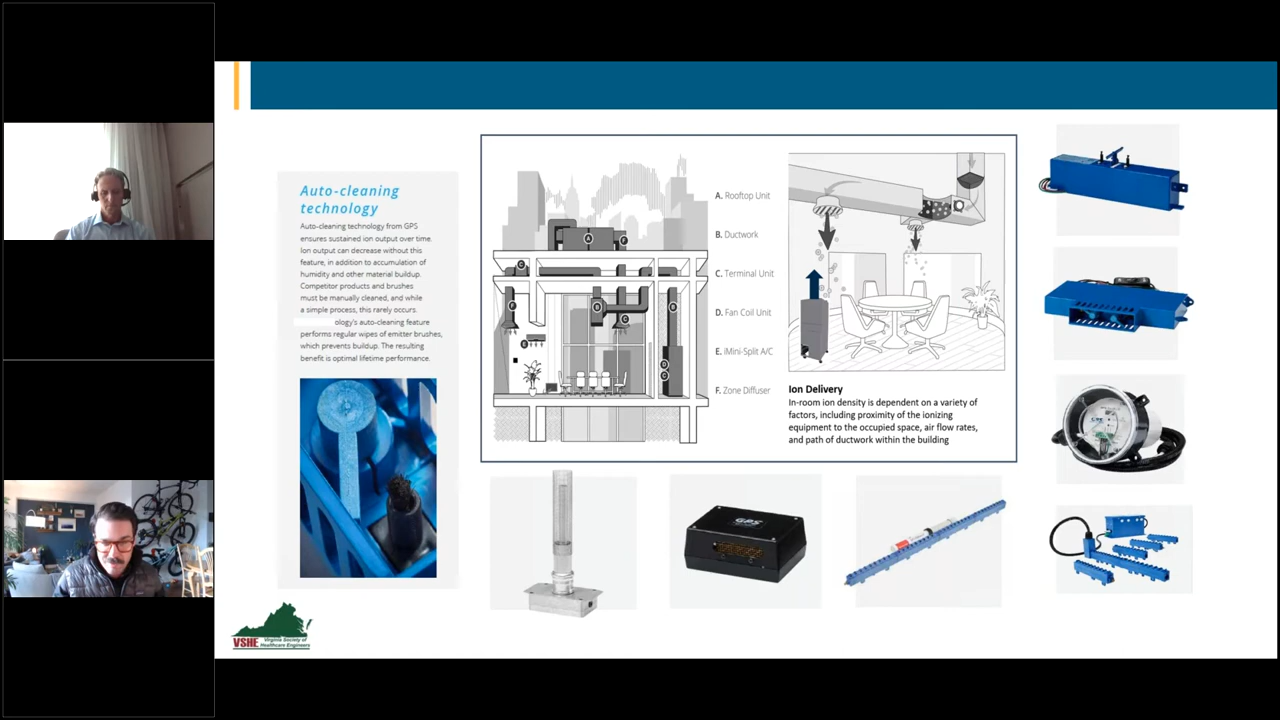 Auto-cleaning
technology
Auto-cleaning technology from GPS
ensures sustained ion output over time.
Ion output can decrease without this
feature, in addition to accumulation of
humidity and other material buildup.
Competitor products and brushes
must be manually cleaned, and while
a simple process, this rarely occurs.
ology's auto-cleaning feature
performs regular wipes of emitter brushes,
which prevents buildup. The resulting
benefit is optimal lifetime performance.
A
F
C
F
D
C
E
E
D
C
A. Rooftop Unit
B. Ductwork
C. Terminal Unit
D. Fan Coil Unit
E. iMini-Split A/C
F. Zone Diffuser
Ion Delivery
In-room ion density is dependent on a variety of
factors, including proximity of the ionizing
equipment to the occupied space, air flow rates,
and path of ductwork within the building
GPS
VSHE
Virginia Society of
Healthcare Engineers